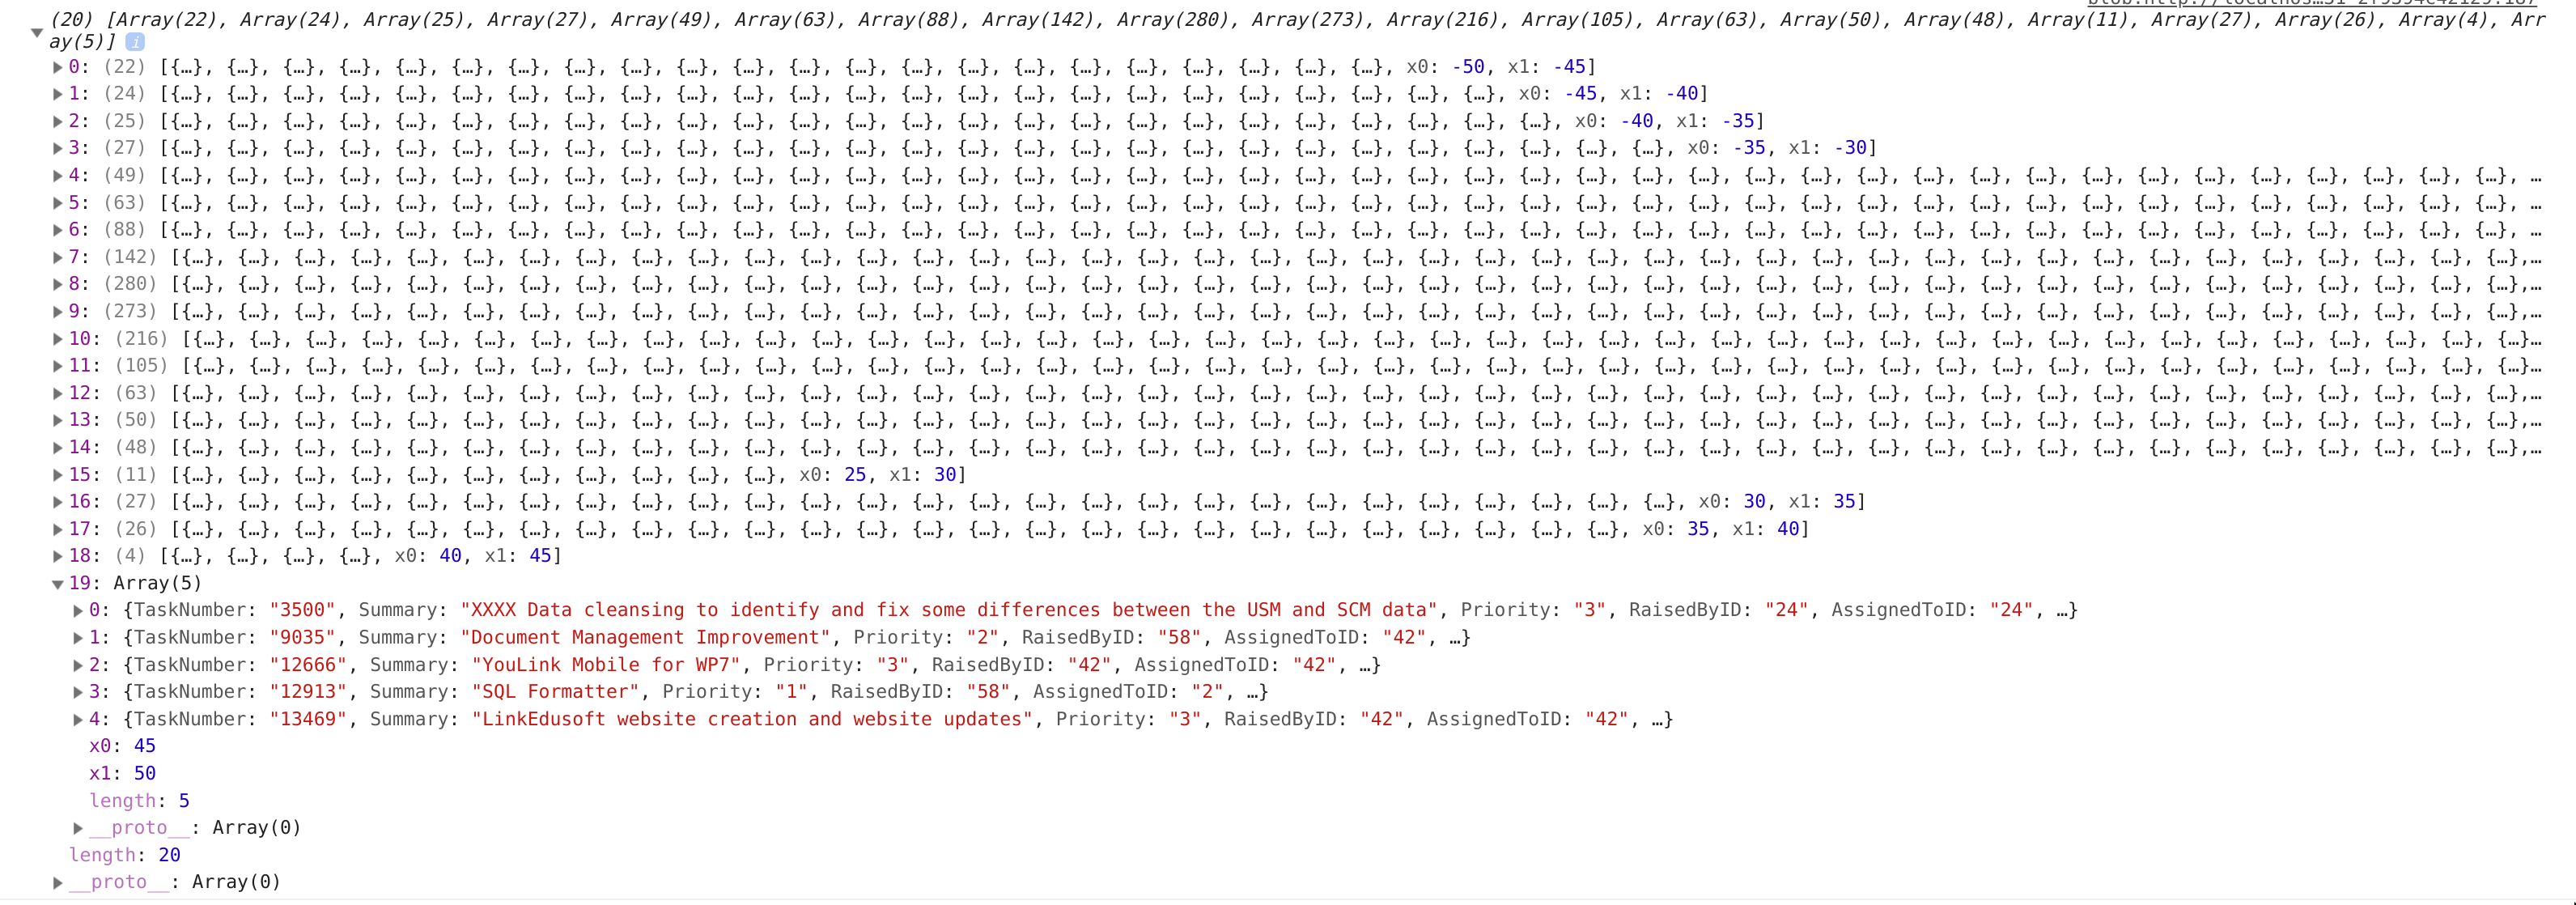 (20) [Array(22), Array(24), Array(25), Array(27), Array(49), Array(63), Array(88), Array(142), Array(280), Array(273), Array(216), Array(105), Array(63), Array(50), Array(48), Array(11), Array(27), Array(26), Array(4), Arr
ay(5)] i
0: (22) [{…}, {…}, {…}, {…}, {…}, {…}, {…}, {…}, {…}, {…}, {…}, {…}, {…}, {…}, {…}, {…}, {…}, {…}, {…}, {…}, {…}, {…}, x0: -50, x1: -45]
1: (24) [{…}, {…}, {…}, {…}, {…}, {…}, {…}, {…}, {…}, {…}, {…}, {…}, {…}, {…}, {…}, {…}, {…}, {…}, {…}, {…}, {…}, {…}, {…}, {…}, x0: -45, x1: -40]
2: (25) [{…}, {…}, {…}, {…}, {…}, {…}, {…}, {…}, {…}, {…}, {…}, {…}, {…}, {…}, {…}, {…}, {…}, {…}, {…}, {…}, {…}, {…}, {…}, {…}, {…}, x0: -40, x1: -35]
3: (27) [{…}, {…}, {…}, {…}, {…}, {…}, {…}, {…}, {…}, {…}, {…}, {…}, {…}, {…}, {…}, {…}, {…}, {…}, {…}, {…}, {…}, {…}, {…}, {…}, {…}, {…}, {…}, x0: -35, x1: -30]
4: (49) [{…}, {…}, {…}, {…}, {…}, {…}, {…}, {…}, {…}, {…}, {…}, {…}, {…}, {…}, {…}, {…}, {…}, {…}, {…}, {…}, {…}, {…}, {…}, {…}, {…}, {…}, {…}, {…}, {…}, {…}, {…}, {…}, {…}, {…}, {…}, {…}, {…}, {…}, {…}, {…}, {…}, {…}, …
5: (63) [{…}, {…}, {…}, {…}, {…}, {…}, {…}, {…}, {…}, {…}, {…}, {…}, {…}, {…}, {…}, {…}, {…}, {…}, {…}, {…}, {…}, {…}, {…}, {…}, {…}, {…}, {…}, {…}, {…}, {…}, {…}, {…}, {…}, {…}, {…}, {…}, {…}, {…}, {…}, {…}, {…}, {…}, …
6: (88) [{…}, {…}, {…}, {…}, {…}, {…}, {…}, {…}, {…}, {…}, {…}, {…}, {…}, {…}, {…}, {…}, {…}, {…}, {…}, {…}, {…}, {…}, {…}, {…}, {…}, {…}, {…}, {…}, {…}, {…}, {…}, {…}, {…}, {…}, {…}, {…}, {…}, {…}, {…}, {…}, {…}, {…}, …
7: (142) [{…}, {…}, {…}, {…}, {…}, {…}, {…}, {…}, {…}, {…}, {…}, {…}, {…}, {…}, {…}, {…}, {…}, {…}, {…}, {…}, {…}, {…}, {…}, {…}, {…}, {…}, {…}, {…}, {…}, {…}, {…}, {…}, {…}, {…}, {…}, {…}, {…}, {…}, {…}, {…}, {…}, {…},…
8: (280) [{…}, {…}, {…}, {…}, {…}, {…}, {…}, {…}, {…}, {…}, {…}, {…}, {…}, {…}, {…}, {…}, {…}, {…}, {…}, {…}, {…}, {…}, {…}, {…}, {…}, {…}, {…}, {…}, {…}, {…}, {…}, {…}, {…}, {…}, {…}, {…}, {…}, {…}, {…}, {…}, {…}, {…},…
9: (273) [{…}, {…}, {…}, {…}, {…}, {…}, {…}, {…}, {…}, {…}, {…}, {…}, {…}, {…}, {…}, {…}, {…}, {…}, {…}, {…}, {…}, {…}, {…}, {…}, {…}, {…}, {…}, {…}, {…}, {…}, {…}, {…}, {…}, {…}, {…}, {…}, {…}, {…}, {…}, {…}, {…}, {…},…
10: (216) [{…}, {…}, {…}, {…}, {…}, {…}, {…}, {…}, {…}, {…}, {…}, {…}, {…}, {…}, {…}, {…}, {…}, {…}, {…}, {…}, {…}, {…}, {…}, {…}, {…}, {…}, {…}, {…}, {…}, {…}, {…}, {…}, {…}, {…}, {…}, {…}, {…}, {…}, {…}, {…}, {…}, {…}…
11: (105) [{…}, {…}, {…}, {…}, {…}, {…}, {…}, {…}, {…}, {…}, {…}, {…}, {…}, {…}, {…}, {…}, {…}, {…}, {…}, {…}, {…}, {…}, {…}, {…}, {…}, {…}, {…}, {…}, {…}, {…}, {…}, {…}, {…}, {…}, {…}, {…}, {…}, {…}, {…}, {…}, {…}, {…}…
12: (63) [{…}, {…}, {…}, {…}, {…}, {…}, {…}, {…}, {…}, {…}, {…}, {…}, {…}, {…}, {…}, {…}, {…}, {…}, {…}, {…}, {…}, {…}, {…}, {…}, {…}, {…}, {…}, {…}, {…}, {…}, {…}, {…}, {…}, {…}, {…}, {…}, {…}, {…}, {…}, {…}, {…}, {…},…
13: (50) [{…}, {…}, {…}, {…}, {…}, {…}, {…}, {…}, {…}, {…}, {…}, {…}, {…}, {…}, {…}, {…}, {…}, {…}, {…}, {…}, {…}, {…}, {…}, {…}, {…}, {…}, {…}, {…}, {…}, {…}, {…}, {…}, {…}, {…}, {…}, {…}, {…}, {…}, {…}, {…}, {…}, {…},…
14: (48) [{…}, {…}, {…}, {…}, {…}, {…}, {…}, {…}, {…}, {…}, {…}, {…}, {…}, {…}, {…}, {…}, {…}, {…}, {…}, {…}, {…}, {…}, {…}, {…}, {…}, {…}, {…}, {…}, {…}, {…}, {…}, {…}, {…}, {…}, {…}, {…}, {…}, {…}, {…}, {…}, {…}, {…},…
15: (11) [{…}, {…}, {…}, {…}, {…}, {…}, {…}, {…}, {…}, {…}, {…}, x0: 25, x1: 30]
16: (27) [{…}, {…}, {…}, {…}, {…}, {…}, {…}, {…}, {…}, {…}, {…}, {…}, {…}, {…}, {…}, {…}, {…}, {…}, {…}, {…}, {…}, {…}, {…}, {…}, {…}, {…}, {…}, x0: 30, x1: 35]
17: (26) [{…}, {…}, {…}, {…}, {…}, {…}, {…}, {…}, {…}, {…}, {…}, {…}, {…}, {…}, {…}, {…}, {…}, {…}, {…}, {…}, {…}, {…}, {…}, {…}, {…}, {…}, x0: 35, x1: 40]
18: (4) [{…}, {…}, {…}, {…}, x0: 40, x1: 45]
19: Array(5)
0: {TaskNumber: "3500", Summary: "XXXX Data cleansing to identify and fix some differences between the USM and SCM data", Priority: "3", RaisedByID: "24", AssignedToID: "24", …}
1: {TaskNumber: "9035", Summary: "Document Management Improvement", Priority: "2", RaisedByID: "58", AssignedToID: "42", …}
2: {TaskNumber: "12666", Summary: "YouLink Mobile for WP7", Priority: "3", RaisedByID: "42", AssignedToID: "42", …}
3: {TaskNumber: "12913", Summary: "SQL Formatter", Priority: "1", RaisedByID: "58", AssignedToID: "2", …}
4: {TaskNumber: "13469", Summary: "LinkEdusoft website creation and website updates", Priority: "3", RaisedByID: "42", AssignedToID: "42", …}
x0: 45
x1: 50
length: 5
__proto__: Array(0)
length: 20
__proto__: Array(0)